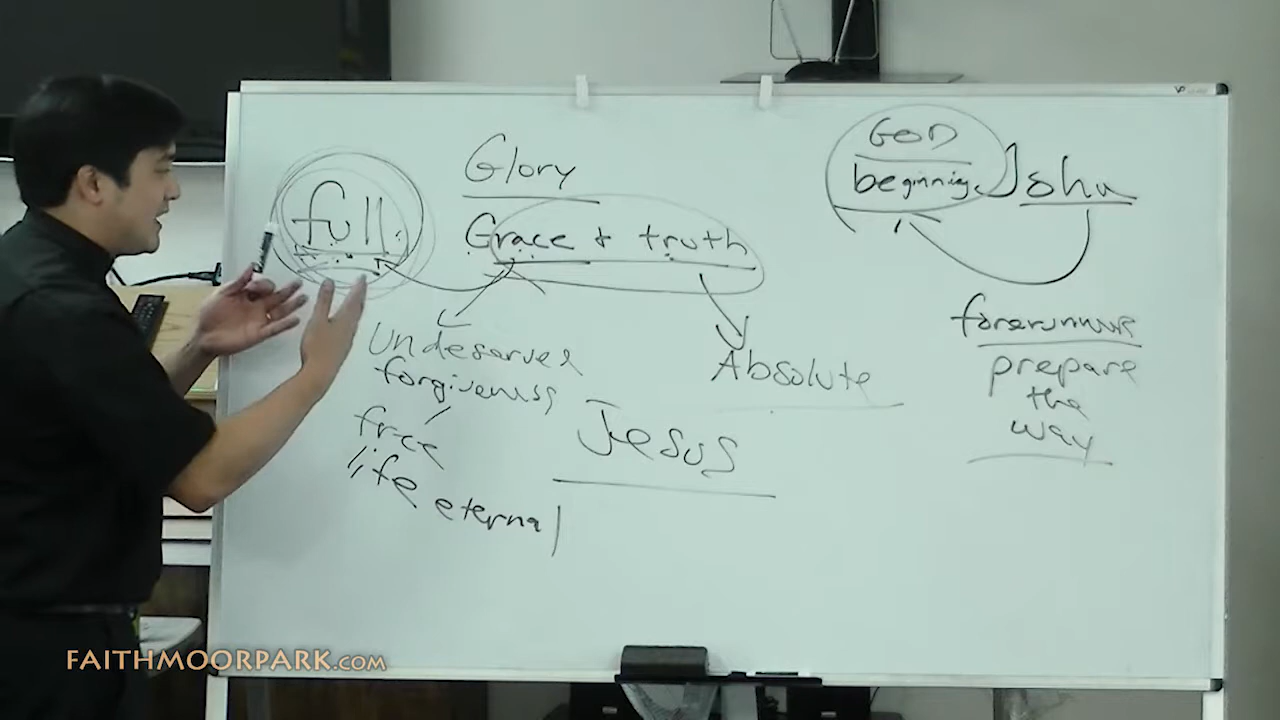 Glory
full
Grace & truth
Undeserved
forgiveness
free
life eternal
Absolute
Jesus
GOD
beginning
John
forerunner
prepare
the
way
FAITHMOORPARK.COM